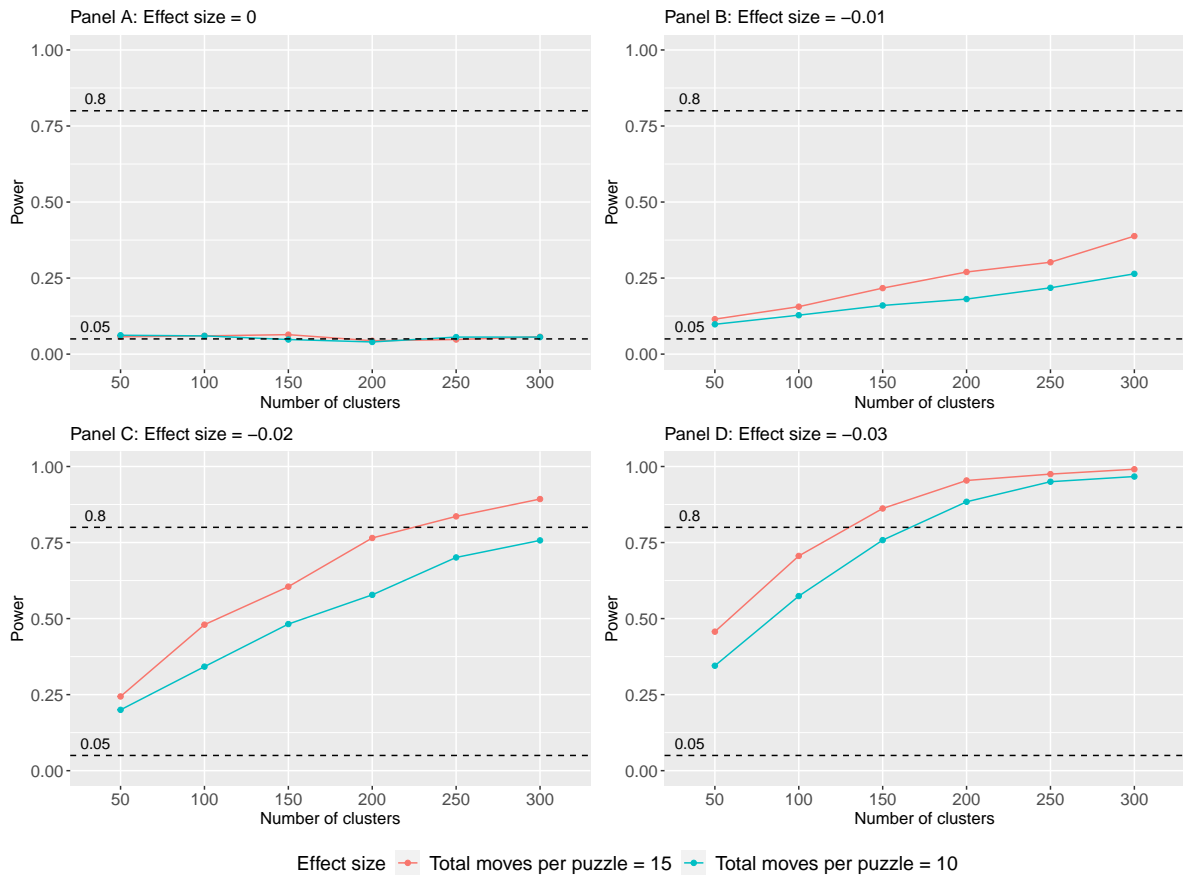 Panel A: Effect size = 0
1.00
0.8
0.75
0.50
0.25
0.05
0.00
Power
50 100 150 200 250 300
Number of clusters
Panel B: Effect size = −0.01
1.00
0.8
0.75
0.50
0.25
0.05
0.00
Power
50 100 150 200 250 300
Number of clusters
Panel C: Effect size = −0.02
1.00
0.8
0.75
0.50
0.25
0.05
0.00
Power
50 100 150 200 250 300
Number of clusters
Panel D: Effect size = −0.03
1.00
0.8
0.75
0.50
0.25
0.05
0.00
Power
50 100 150 200 250 300
Number of clusters
Effect size Total moves per puzzle = 15 Total moves per puzzle = 10